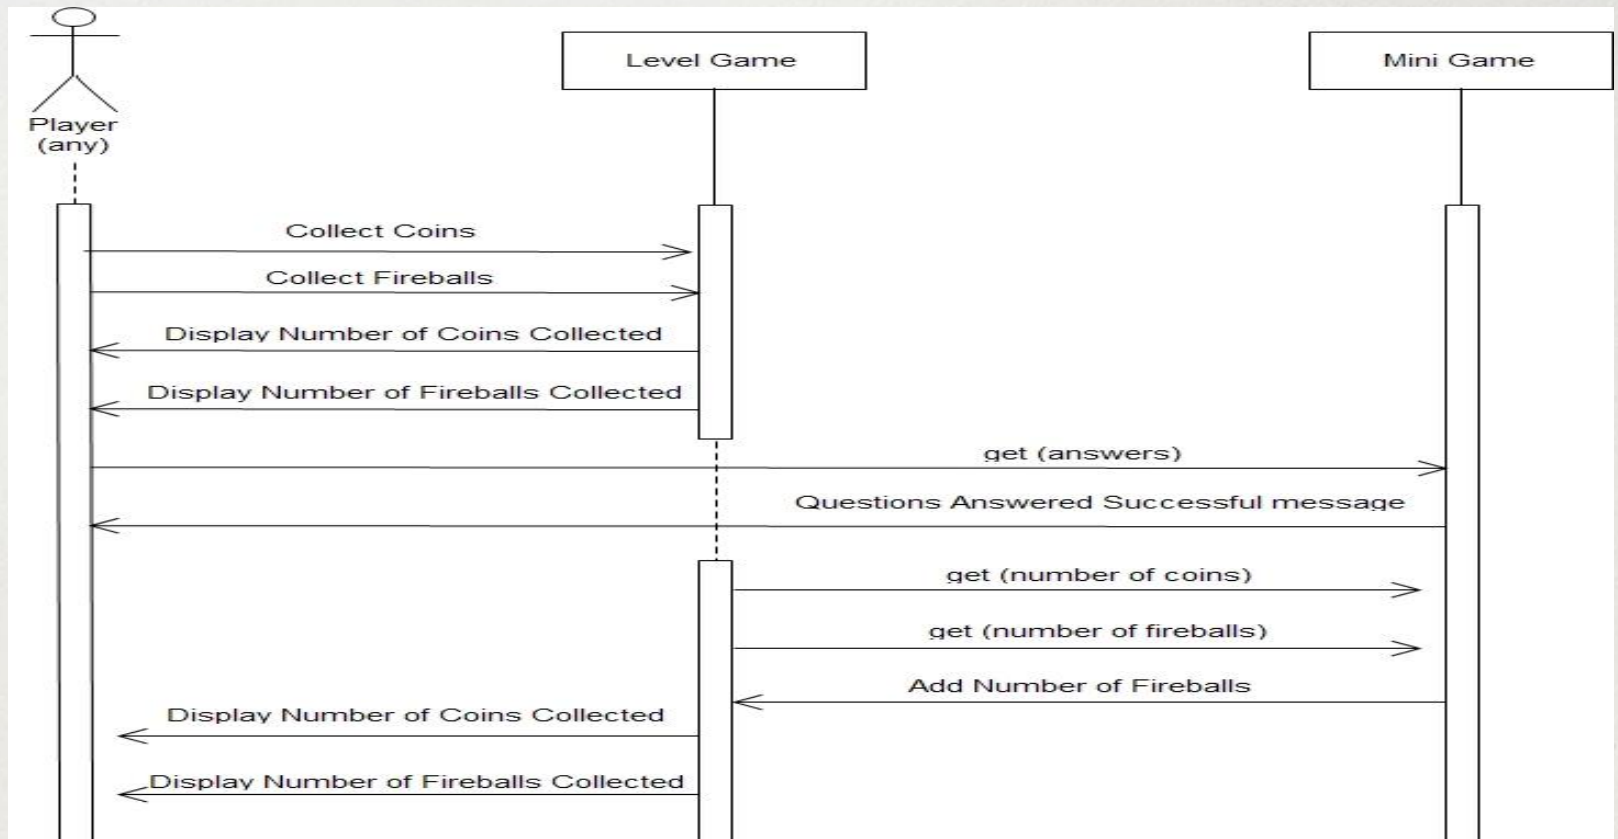 Level Game
Mini Game
Player
(any)
Collect Coins
Collect Fireballs
Display Number of Coins Collected
Display Number of Fireballs Collected
get (answers)
Questions Answered Successful message
get (number of coins)
get (number of fireballs)
Add Number of Fireballs
Display Number of Coins Collected
Display Number of Fireballs Collected